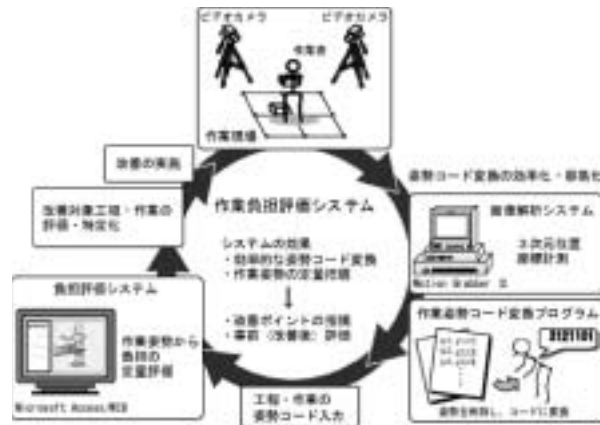 ビデオカメラ
ビデオカメラ
作業者
作業現場
改善の実施
姿勢コード変換の効率化・容易化
改善対象工程・作業の
評価・特定化
作業負担評価システム
画像解析システム
3次元位置
座標計測
Motion Grabber
システムの効果
・効率的な姿勢コード変換
・作業姿勢の定量把握
↓
・改善ポイントの指摘
・事前（改善後）評価
負担評価システム
作業姿勢から
負担の
定量評価
Microsoft Access/MCD
作業姿勢コード変換プログラム
3121101
姿勢を判別し、コードに変換
工程・作業の
姿勢コード入力